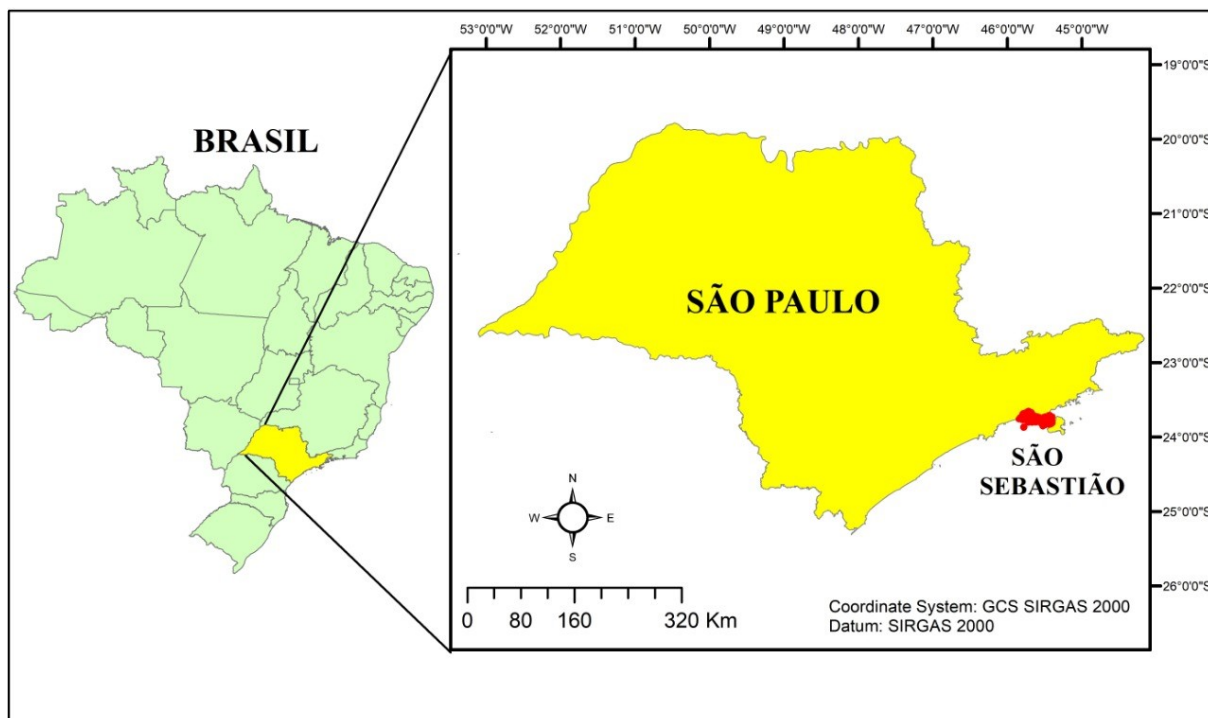 53°0'0"W 52°0'0"W 51°0'0"W 50°0'0"W 49°0'0"W 48°0'0"W 47°0'0"W 46°0'0"W 45°0'0"W
19°0'0"S
20°0'0"S
21°0'0"S
22°0'0"S
23°0'0"S
24°0'0"S
25°0'0"S
26°0'0"S
BRASIL
SÃO PAULO
SÃO
SEBASTIÃO
N
W E
S
0 80 160 320 Km
Coordinate System: GCS SIRGAS 2000
Datum: SIRGAS 2000